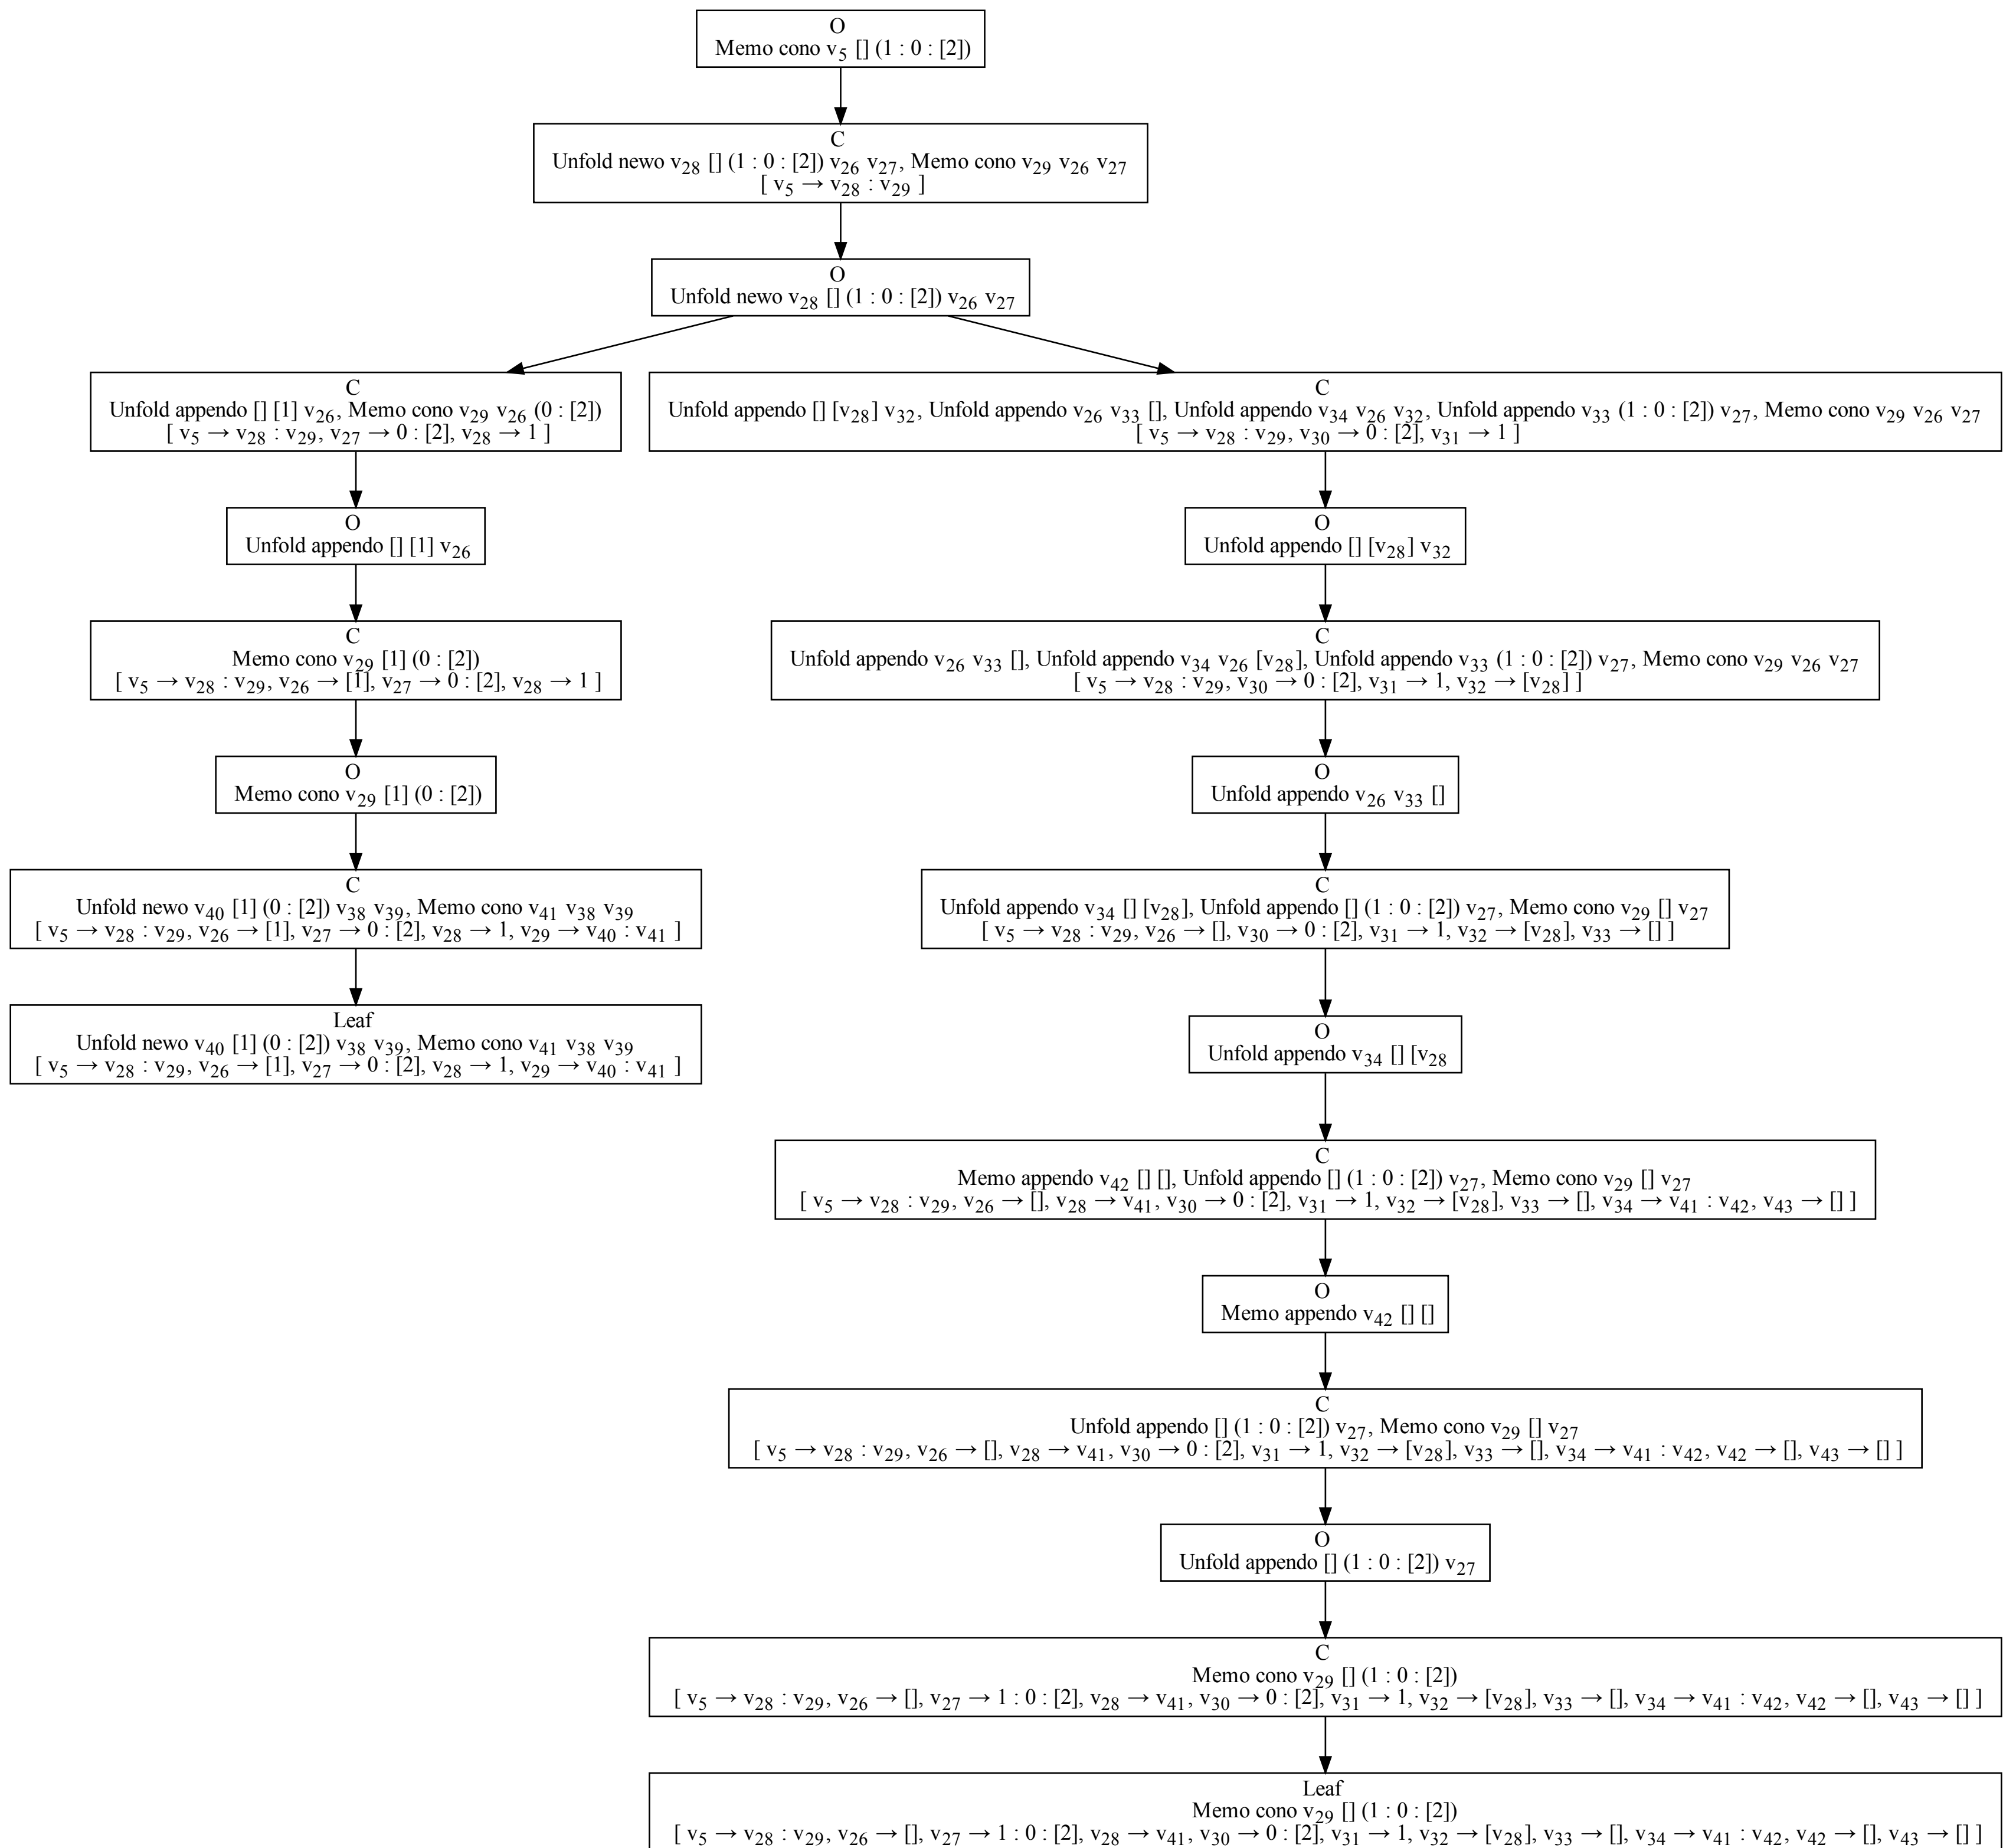 O
Memo cono v5 [] (1 : 0 : [2])
C
Unfold newo v28 [] (1 : 0 : [2]) v26 v27, Memo cono v29 v26 v27
[ v5 → v28 : v29 ]
O
Unfold newo v28 [] (1 : 0 : [2]) v26 v27
C
Unfold appendo [] [1] v26, Memo cono v29 v26 (0 : [2])
[ v5 → v28 : v29, v27 → 0 : [2], v28 → 1 ]
O
Unfold appendo [] [1] v26
C
Memo cono v29 [1] (0 : [2])
[ v5 → v28 : v29, v26 → [1], v27 → 0 : [2], v28 → 1 ]
O
Memo cono v29 [1] (0 : [2])
C
Unfold newo v40 [1] (0 : [2]) v38 v39, Memo cono v41 v38 v39
[ v5 → v28 : v29, v26 → [1], v27 → 0 : [2], v28 → 1, v29 → v40 : v41 ]
Leaf
Unfold newo v40 [1] (0 : [2]) v38 v39, Memo cono v41 v38 v39
[ v5 → v28 : v29, v26 → [1], v27 → 0 : [2], v28 → 1, v29 → v40 : v41 ]
C
Unfold appendo [] [v28] v32, Unfold appendo v26 v33 [], Unfold appendo v34 v26 v32, Unfold appendo v33 (1 : 0 : [2]) v27, Memo cono v29 v26 v27
[ v5 → v28 : v29, v30 → 0 : [2], v31 → 1 ]
O
Unfold appendo [] [v28] v32
C
Unfold appendo v26 v33 [], Unfold appendo v34 v26 [v28], Unfold appendo v33 (1 : 0 : [2]) v27, Memo cono v29 v26 v27
[ v5 → v28 : v29, v30 → 0 : [2], v31 → 1, v32 → [v28] ]
O
Unfold appendo v26 v33 []
C
Unfold appendo v34 [] [v28], Unfold appendo [] (1 : 0 : [2]) v27, Memo cono v29 [] v27
[ v5 → v28 : v29, v26 → [], v30 → 0 : [2], v31 → 1, v32 → [v28], v33 → [] ]
O
Unfold appendo v34 [] [v28
C
Memo appendo v42 [] [], Unfold appendo [] (1 : 0 : [2]) v27, Memo cono v29 [] v27
[ v5 → v28 : v29, v26 → [], v28 → v41, v30 → 0 : [2], v31 → 1, v32 → [v28], v33 → [], v34 → v41 : v42, v43 → [] ]
O
Memo appendo v42 [] []
C
Unfold appendo [] (1 : 0 : [2]) v27, Memo cono v29 [] v27
[ v5 → v28 : v29, v26 → [], v28 → v41, v30 → 0 : [2], v31 → 1, v32 → [v28], v33 → [], v34 → v41 : v42, v42 → [], v43 → [] ]
O
Unfold appendo [] (1 : 0 : [2]) v27
C
Memo cono v29 [] (1 : 0 : [2])
[ v5 → v28 : v29, v26 → [], v27 → 1 : 0 : [2], v28 → v41, v30 → 0 : [2], v31 → 1, v32 → [v28], v33 → [], v34 → v41 : v42, v42 → [], v43 → [] ]
Leaf
Memo cono v29 [] (1 : 0 : [2])
[ v5 → v28 : v29, v26 → [], v27 → 1 : 0 : [2], v28 → v41, v30 → 0 : [2], v31 → 1, v32 → [v28], v33 → [], v34 → v41 : v42, v42 → [], v43 → [] ]